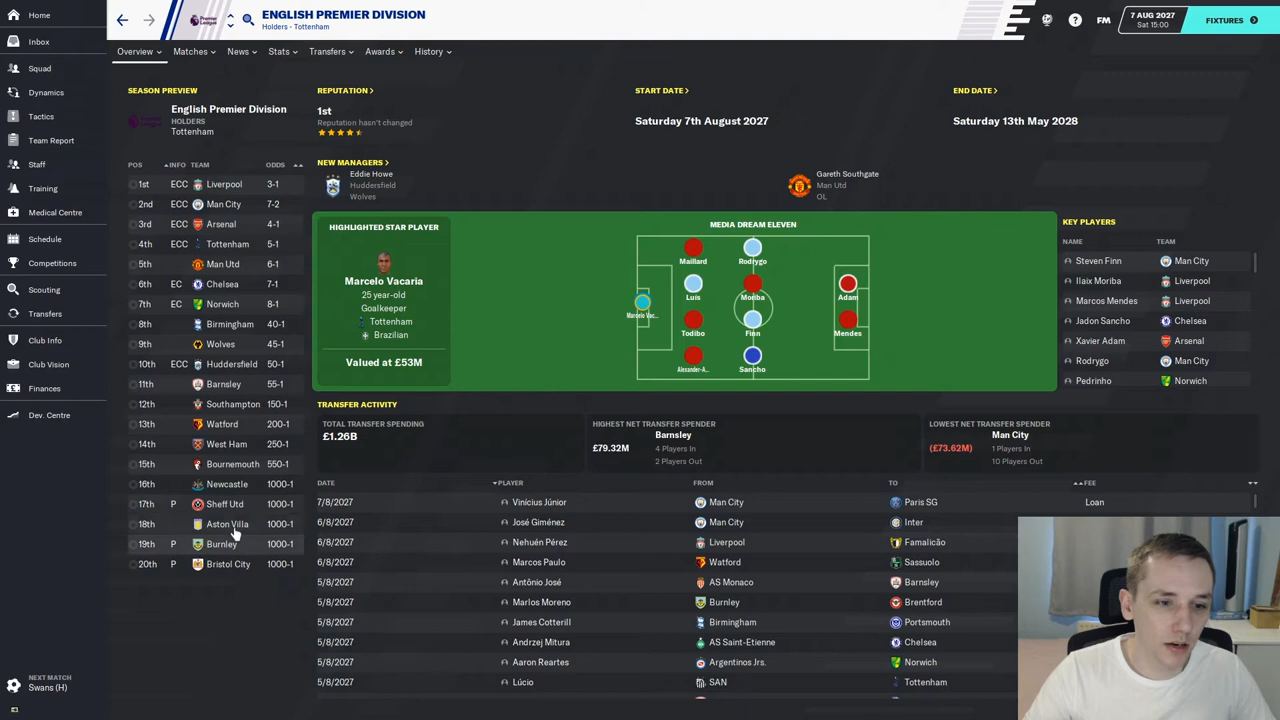 Home
Inbox
Squad
Dynamics
Tactics
Team Report
Staff
Training
Medical Centre
Schedule
Competitions
Scouting
Transfers
Club Info
Club Vision
Finances
Dev. Centre
NEXT MATCH
Swans (H)
ENGLISH PREMIER DIVISION
Holders - Tottenham
FM
7 AUG 2027
Sat 15:00
FIXTURES
Overview
Matches
News
Stats
Transfers
Awards
History
SEASON PREVIEW
English Premier Division
HOLDERS
Tottenham
POS INFO TEAM ODDS
1st ECC Liverpool 3-1
2nd ECC Man City 7-2
3rd ECC Arsenal 4-1
4th ECC Tottenham 5-1
5th Man Utd 6-1
6th EC Chelsea 7-1
7th EC Norwich 8-1
8th Birmingham 40-1
9th Wolves 45-1
10th ECC Huddersfield 50-1
11th Barnsley 55-1
12th Southampton 150-1
13th Watford 200-1
14th West Ham 250-1
15th Bournemouth 550-1
16th Newcastle 1000-1
17th P Sheff Utd 1000-1
18th Aston Villa 1000-1
19th P Burnley 1000-1
20th P Bristol City 1000-1
REPUTATION
1st
Reputation hasn't changed
START DATE
Saturday 7th August 2027
END DATE
Saturday 13th May 2028
NEW MANAGERS
Eddie Howe
Huddersfield
Wolves
Gareth Southgate
Man Utd
OL
HIGHLIGHTED STAR PLAYER
Marcelo Vacaria
25 year-old
Goalkeeper
Tottenham
Brazilian
Valued at £53M
MEDIA DREAM ELEVEN
Maillard
Rodrygo
Luis
Moriba
Adam
Marcelo Vac...
Todibo
Finn
Mendes
Alexander-A...
Sancho
KEY PLAYERS
NAME TEAM
Steven Finn Man City
Ilaix Moriba Liverpool
Marcos Mendes Liverpool
Jadon Sancho Chelsea
Xavier Adam Arsenal
Rodrygo Man City
Pedrinho Norwich
TRANSFER ACTIVITY
TOTAL TRANSFER SPENDING
£1.26B
HIGHEST NET TRANSFER SPENDER
£79.32M
Barnsley
4 Players In
2 Players Out
LOWEST NET TRANSFER SPENDER
(£73.62M)
Man City
1 Players In
10 Players Out
DATE PLAYER FROM TO FEE
7/8/2027 Vinícius Júnior Man City Paris SG Loan
6/8/2027 José Giménez Man City Inter
6/8/2027 Nehuén Pérez Liverpool Famalicão
6/8/2027 Marcos Paulo Watford Sassuolo
5/8/2027 Antônio José AS Monaco Barnsley
5/8/2027 Marlos Moreno Burnley Brentford
5/8/2027 James Cotterill Birmingham Portsmouth
5/8/2027 Andrzej Mitura AS Saint-Etienne Chelsea
5/8/2027 Aaron Reartes Argentinos Jrs. Norwich
5/8/2027 Lúcio SAN Tottenham